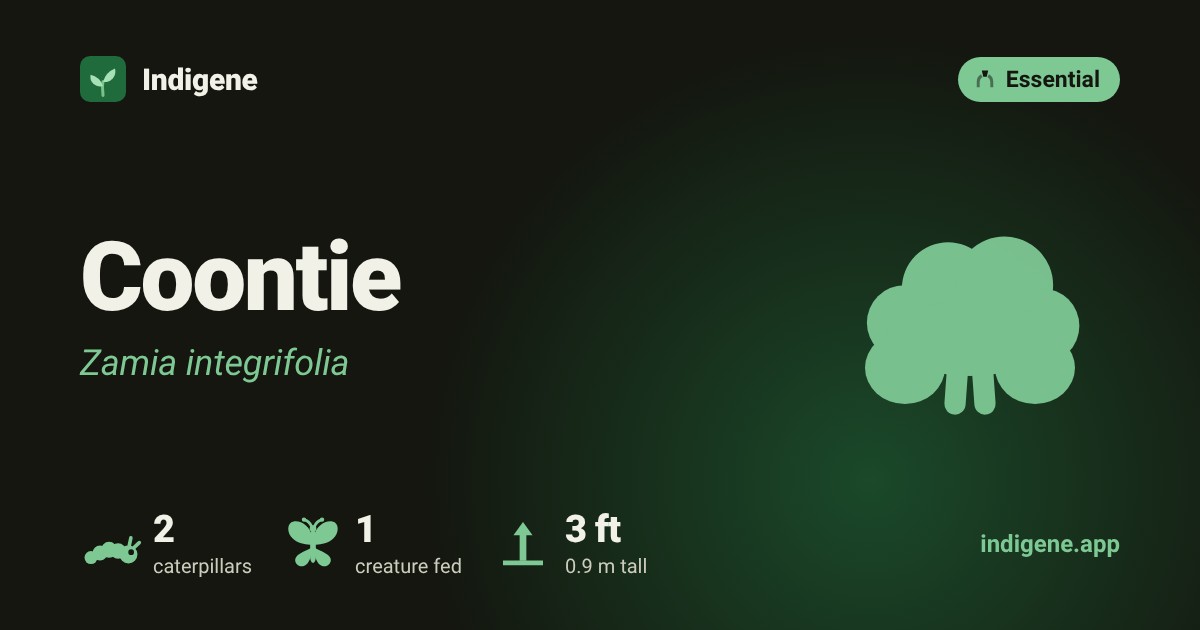 Indigene
Essential
Coontie
Zamia integrifolia
2
caterpillars
1
creature fed
3 ft
0.9 m tall
indigene.app